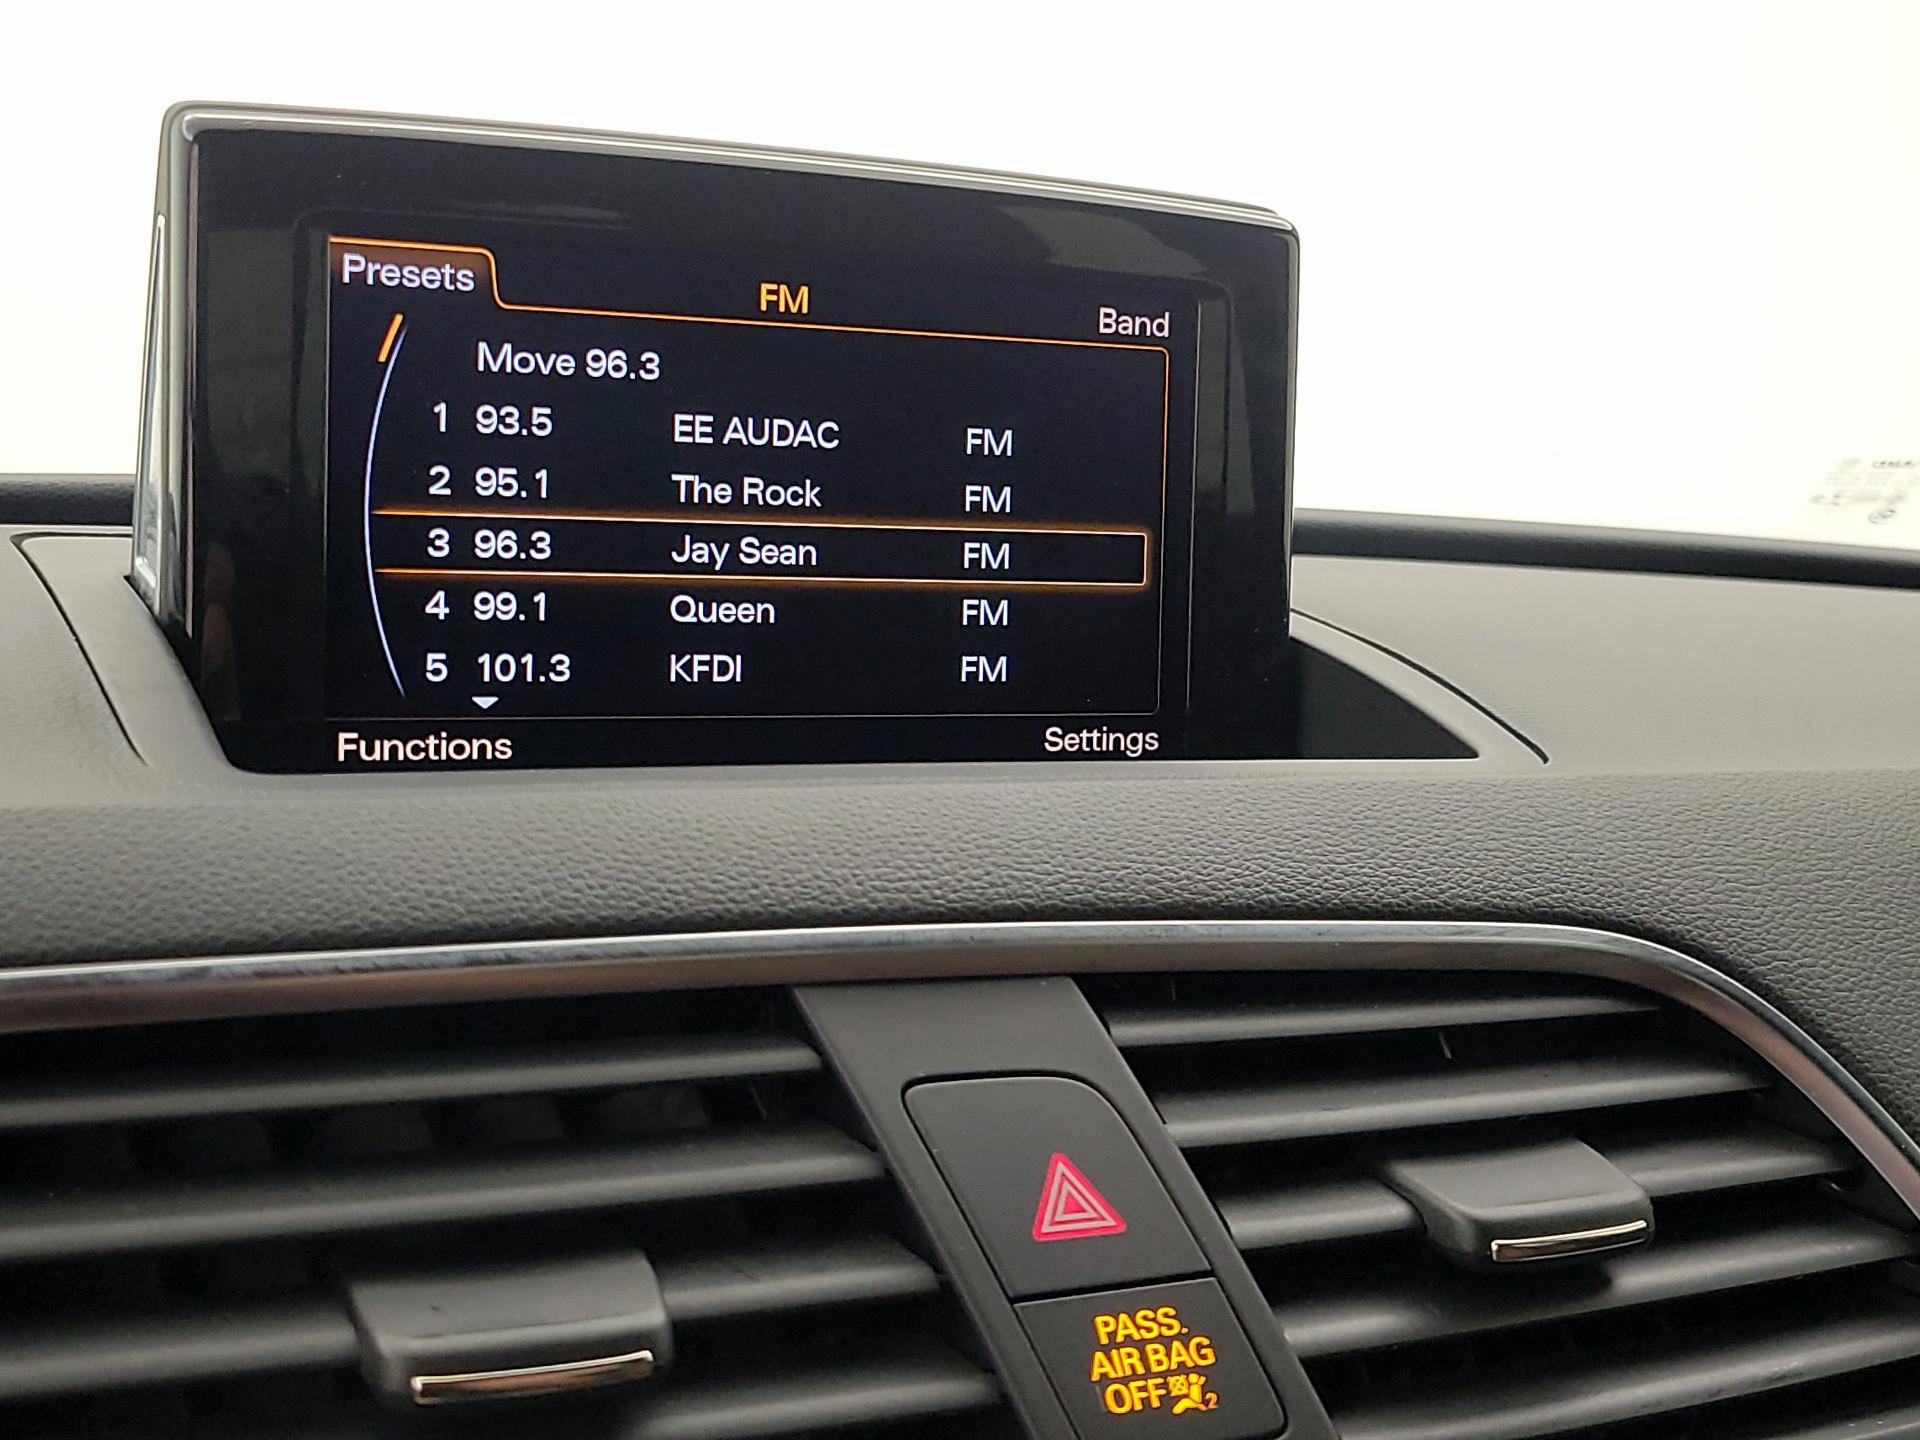 Presets
FM
Band
Move 96.3
1 93.5 EE AUDAC FM
2 95.1 The Rock FM
3 96.3 Jay Sean FM
4 99.1 Queen FM
5 101.3 KFDI FM
Functions
Settings
PASS.
AIR BAG
OFF 2